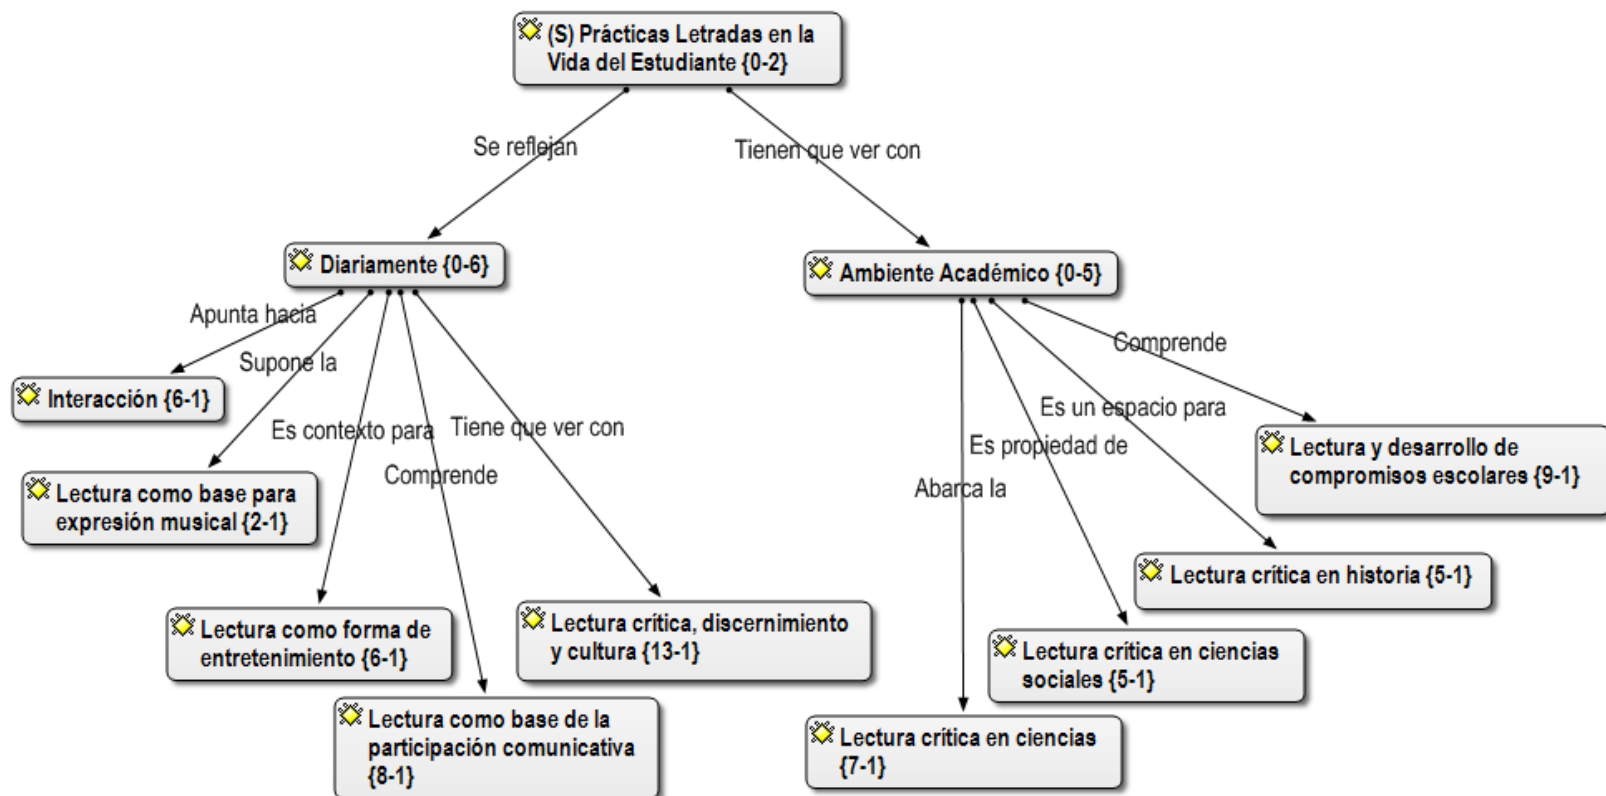 (S) Prácticas Letradas en la
Vida del Estudiante {0-2}
Se reflejan
Tienen que ver con
Diariamente {0-6}
Ambiente Académico {0-5}
Apunta hacia
Supone la
Es contexto para
Comprende
Tiene que ver con
Interacción {6-1}
Lectura como base para
expresión musical {2-1}
Lectura como forma de
entretenimiento {6-1}
Lectura como base de la
participación comunicativa
{8-1}
Lectura crítica, discernimiento
y cultura {13-1}
Comprende
Es un espacio para
Es propiedad de
Abarca la
Lectura y desarrollo de
compromisos escolares {9-1}
Lectura crítica en historia {5-1}
Lectura crítica en ciencias
sociales {5-1}
Lectura crítica en ciencias
{7-1}